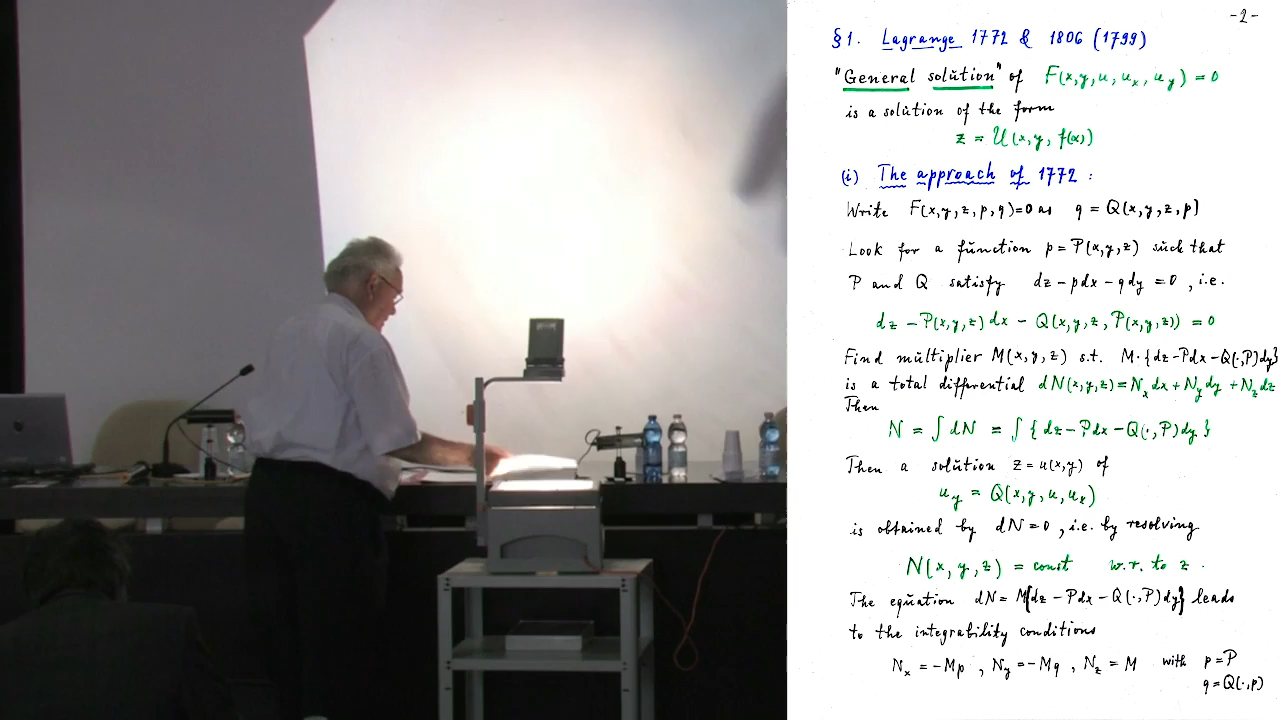 -2-
§1. Lagrange 1772 & 1806 (1799)
"General solution" of F(x,y,u,u_x,u_y) = 0
is a solution of the form
z = U(x,y, f(α))
(i) The approach of 1772 :
Write F(x,y,z,p,q)=0 as q = Q(x,y,z,p)
Look for a function p = P(x,y,z) such that
P and Q satisfy dz - pdx - qdy = 0 , i.e.
dz - P(x,y,z) dx - Q(x,y,z, P(x,y,z)) = 0
Find multiplier M(x,y,z) s.t. M·{dz-Pdx-Q(·,P)dy}
is a total differential dN(x,y,z) = N_x dx + N_y dy + N_z dz
Then
N = ∫ dN = ∫ { dz - Pdx - Q(·,P) dy }
Then a solution z = u(x,y) of
u_y = Q(x,y,u,u_x)
is obtained by dN = 0 , i.e. by resolving
N(x,y,z) = const w.r. to z .
The equation dN = M{dz - Pdx - Q(·,P) dy} leads
to the integrability conditions
N_x = -Mp , N_y = -Mq , N_z = M with p = P
q = Q(·,p)